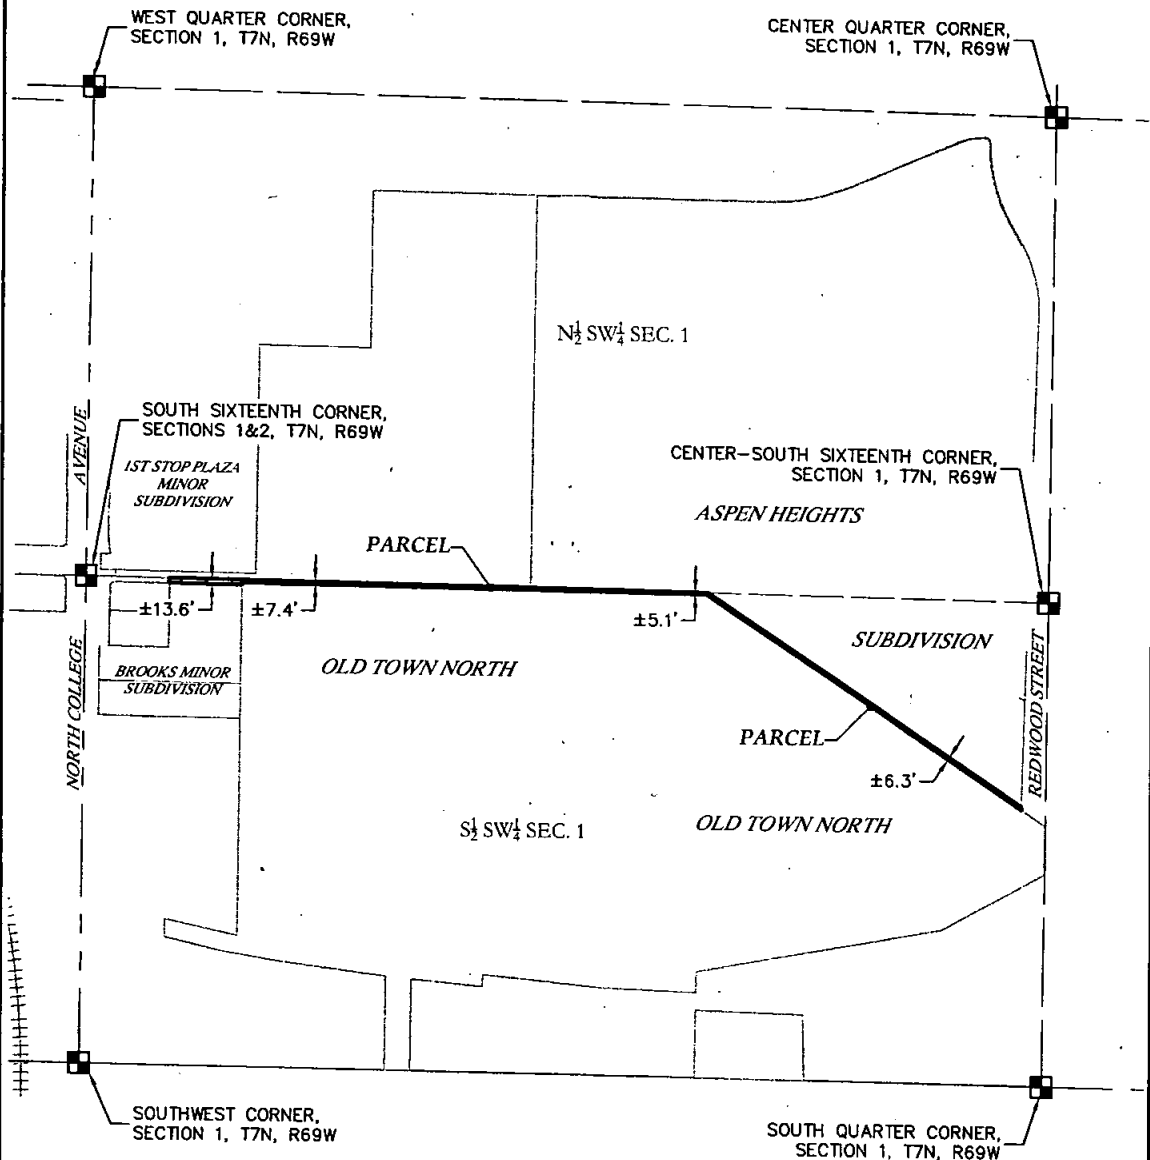 WEST QUARTER CORNER,
SECTION 1, T7N, R69W
CENTER QUARTER CORNER,
SECTION 1, T7N, R69W
N½ SW¼ SEC. 1
AVENUE
SOUTH SIXTEENTH CORNER,
SECTIONS 1&2, T7N, R69W
1ST STOP PLAZA
MINOR
SUBDIVISION
CENTER-SOUTH SIXTEENTH CORNER,
SECTION 1, T7N, R69W
ASPEN HEIGHTS
PARCEL
±13.6'
±7.4'
±5.1'
SUBDIVISION
BROOKS MINOR
SUBDIVISION
OLD TOWN NORTH
NORTH COLLEGE
REDWOOD STREET
PARCEL
±6.3'
S½ SW¼ SEC. 1
OLD TOWN NORTH
SOUTHWEST CORNER,
SECTION 1, T7N, R69W
SOUTH QUARTER CORNER,
SECTION 1, T7N, R69W